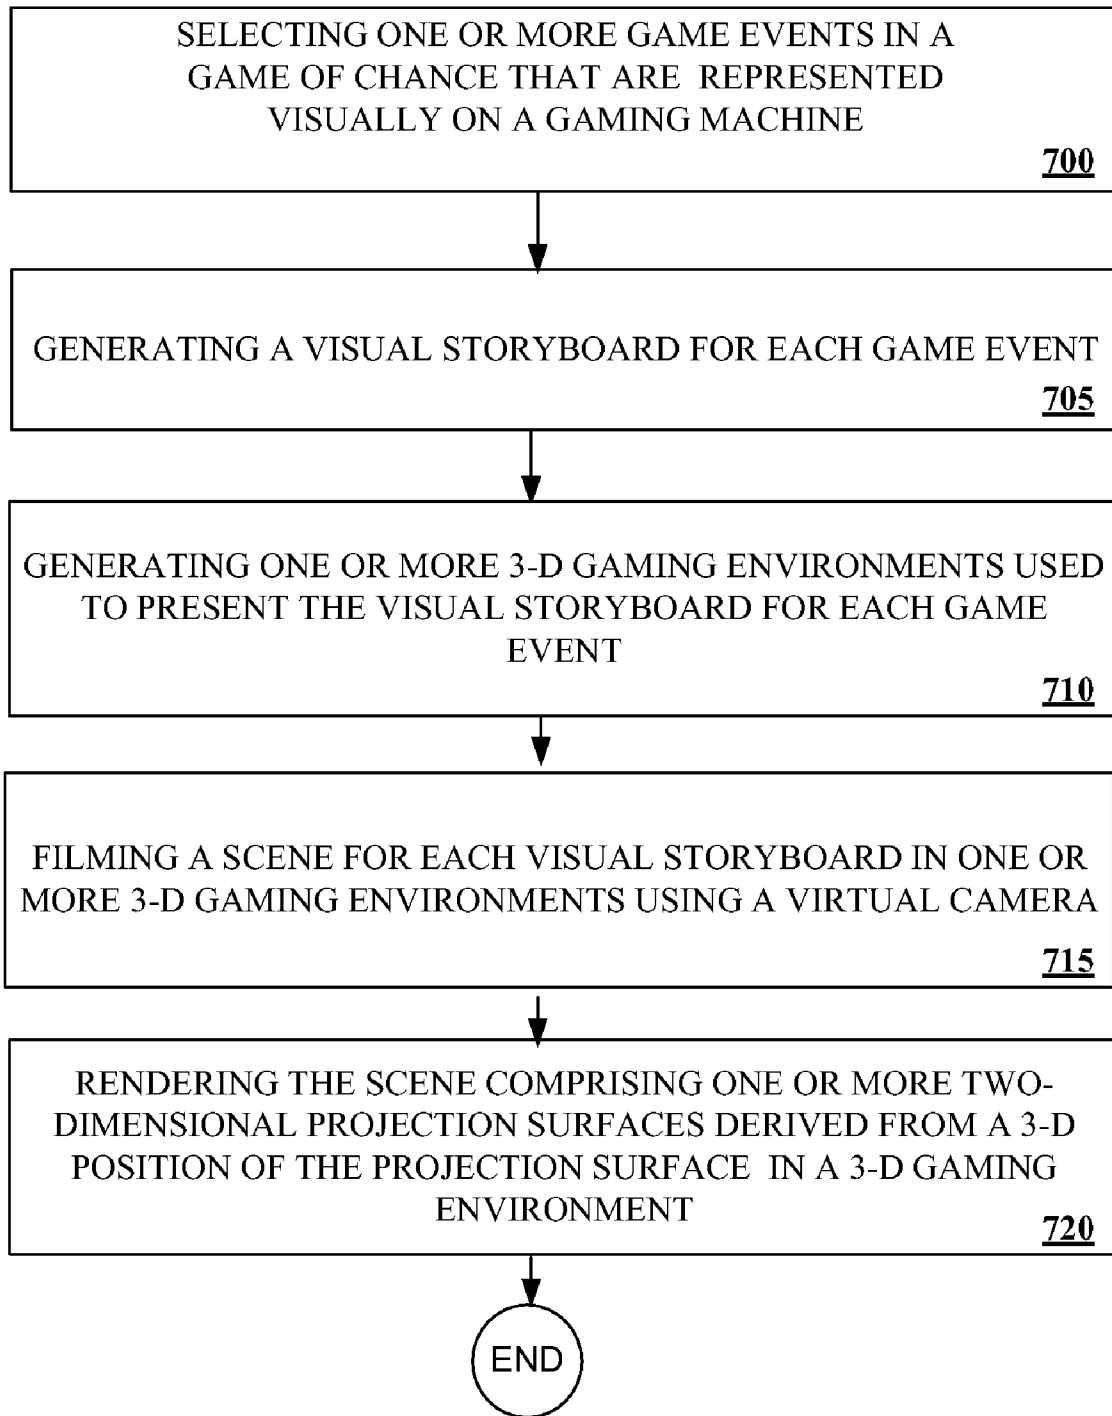 SELECTING ONE OR MORE GAME EVENTS IN A
GAME OF CHANCE THAT ARE REPRESENTED
VISUALLY ON A GAMING MACHINE
700
GENERATING A VISUAL STORYBOARD FOR EACH GAME EVENT
705
GENERATING ONE OR MORE 3-D GAMING ENVIRONMENTS USED
TO PRESENT THE VISUAL STORYBOARD FOR EACH GAME
EVENT
710
FILMING A SCENE FOR EACH VISUAL STORYBOARD IN ONE OR
MORE 3-D GAMING ENVIRONMENTS USING A VIRTUAL CAMERA
715
RENDERING THE SCENE COMPRISING ONE OR MORE TWO-
DIMENSIONAL PROJECTION SURFACES DERIVED FROM A 3-D
POSITION OF THE PROJECTION SURFACE IN A 3-D GAMING
ENVIRONMENT
720
END